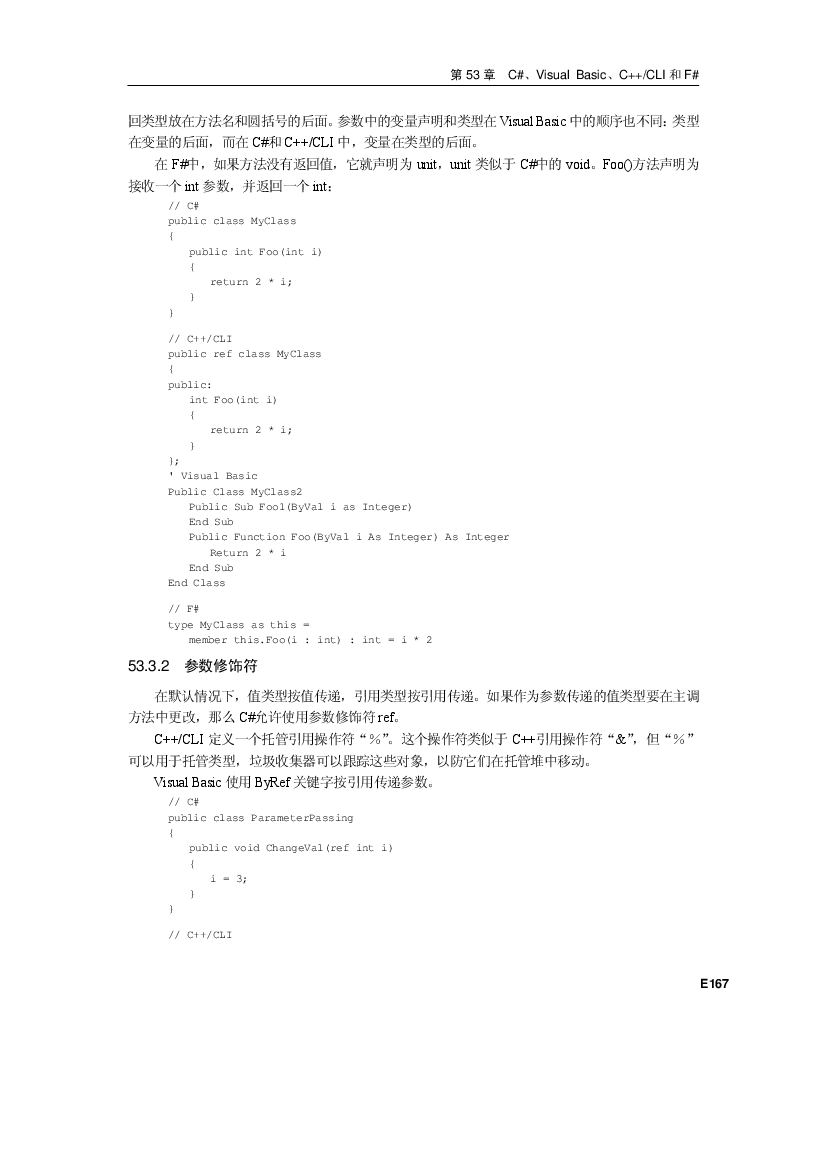 第 53 章 C#、Visual Basic、C++/CLI 和 F#
回类型放在方法名和圆括号的后面。参数中的变量声明和类型在 Visual Basic 中的顺序也不同：类型
在变量的后面，而在 C#和 C++/CLI 中，变量在类型的后面。
在 F#中，如果方法没有返回值，它就声明为 unit，unit 类似于 C#中的 void。Foo()方法声明为
接收一个 int 参数，并返回一个 int：
// C#
public class MyClass
{
public int Foo(int i)
{
return 2 * i;
}
}
// C++/CLI
public ref class MyClass
{
public:
int Foo(int i)
{
return 2 * i;
}
};
' Visual Basic
Public Class MyClass2
Public Sub Foo1(ByVal i as Integer)
End Sub
Public Function Foo(ByVal i As Integer) As Integer
Return 2 * i
End Sub
End Class
// F#
type MyClass as this =
member this.Foo(i : int) : int = i * 2
53.3.2 参数修饰符
在默认情况下，值类型按值传递，引用类型按引用传递。如果作为参数传递的值类型要在主调
方法中更改，那么 C#允许使用参数修饰符 ref。
C++/CLI 定义一个托管引用操作符“%”。这个操作符类似于 C++引用操作符“&”，但“%”
可以用于托管类型，垃圾收集器可以跟踪这些对象，以防它们在托管堆中移动。
Visual Basic 使用 ByRef 关键字按引用传递参数。
// C#
public class ParameterPassing
{
public void ChangeVal(ref int i)
{
i = 3;
}
}
// C++/CLI
E167